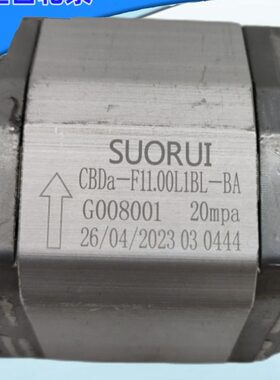 SUORUI
CBDa-F11.00L1BL-BA
G008001 20mpa
26/04/2023 03 0444